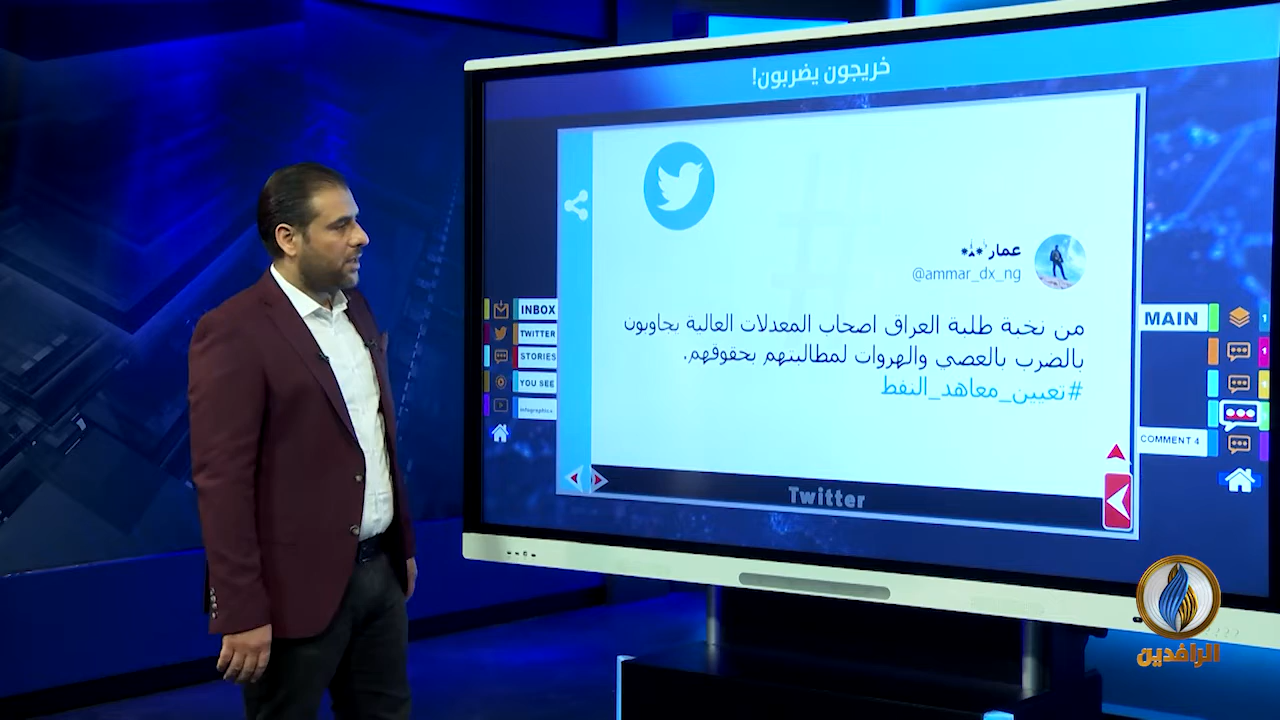 خريجون يضربون!
عمار
@ammar_dx_ng
من نخبة طلبة العراق اصحاب المعدلات العالية يجاوبون
بالضرب بالعصي والهروات لمطالبتهم بحقوقهم.
#تعيين_معاهد_النفط
Twitter
INBOX
TWITTER
STORIES
YOU SEE
infographics
MAIN
COMMENT 4
الرافدين